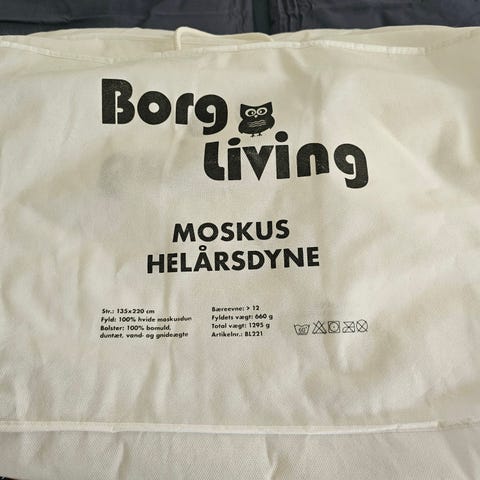 Borg
Living
MOSKUS
HELÅRSDYNE
Str.: 135x220 cm
Fyld: 100% hvide moskusdun
Bolster: 100% bomuld,
duntæt, vand- og gnideægte
Bæreevne: > 12
Fyldets vægt: 660 g
Total vægt: 1295 g
Artikelnr.: BL221